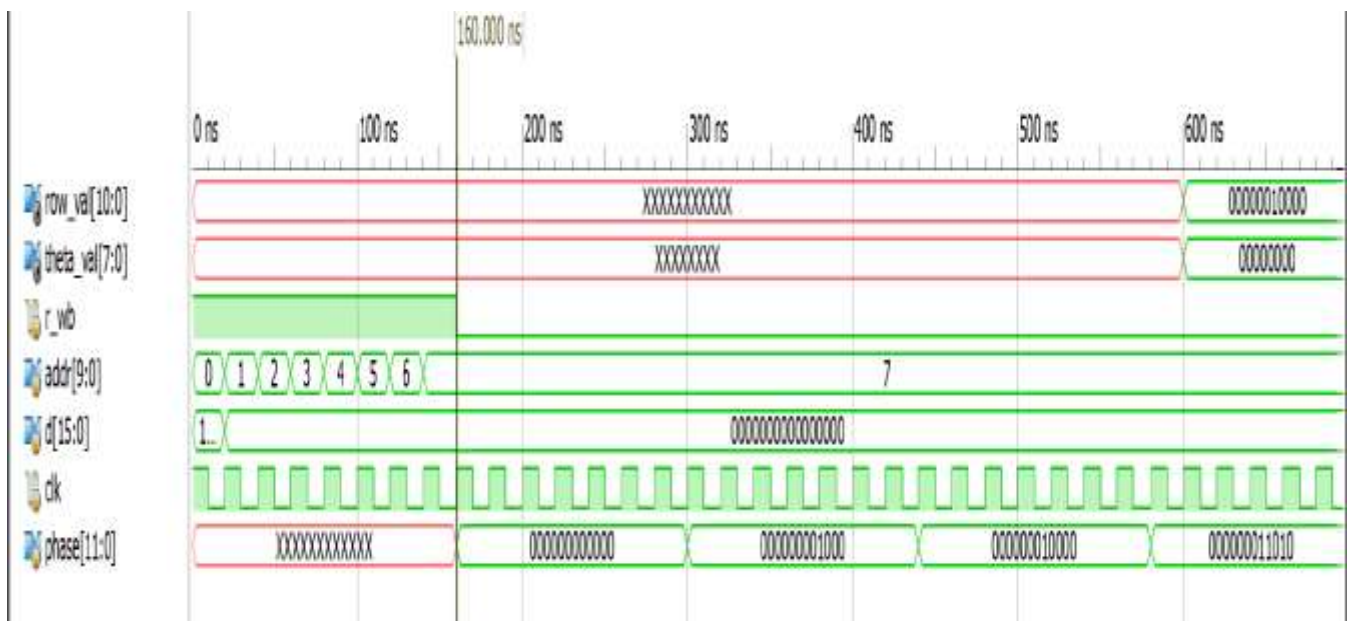 160.000 ns
0 ns 100 ns 200 ns 300 ns 400 ns 500 ns 600 ns
row_val[10:0] XXXXXXXXXXX 00000010000
theta_val[7:0] XXXXXXXX 00000000
r_wb
addr[9:0] 0 1 2 3 4 5 6 7
d[15:0] 1... 0000000000000000
clk
phase[11:0] XXXXXXXXXXXX 000000000000 000000001000 000000010000 000000011010